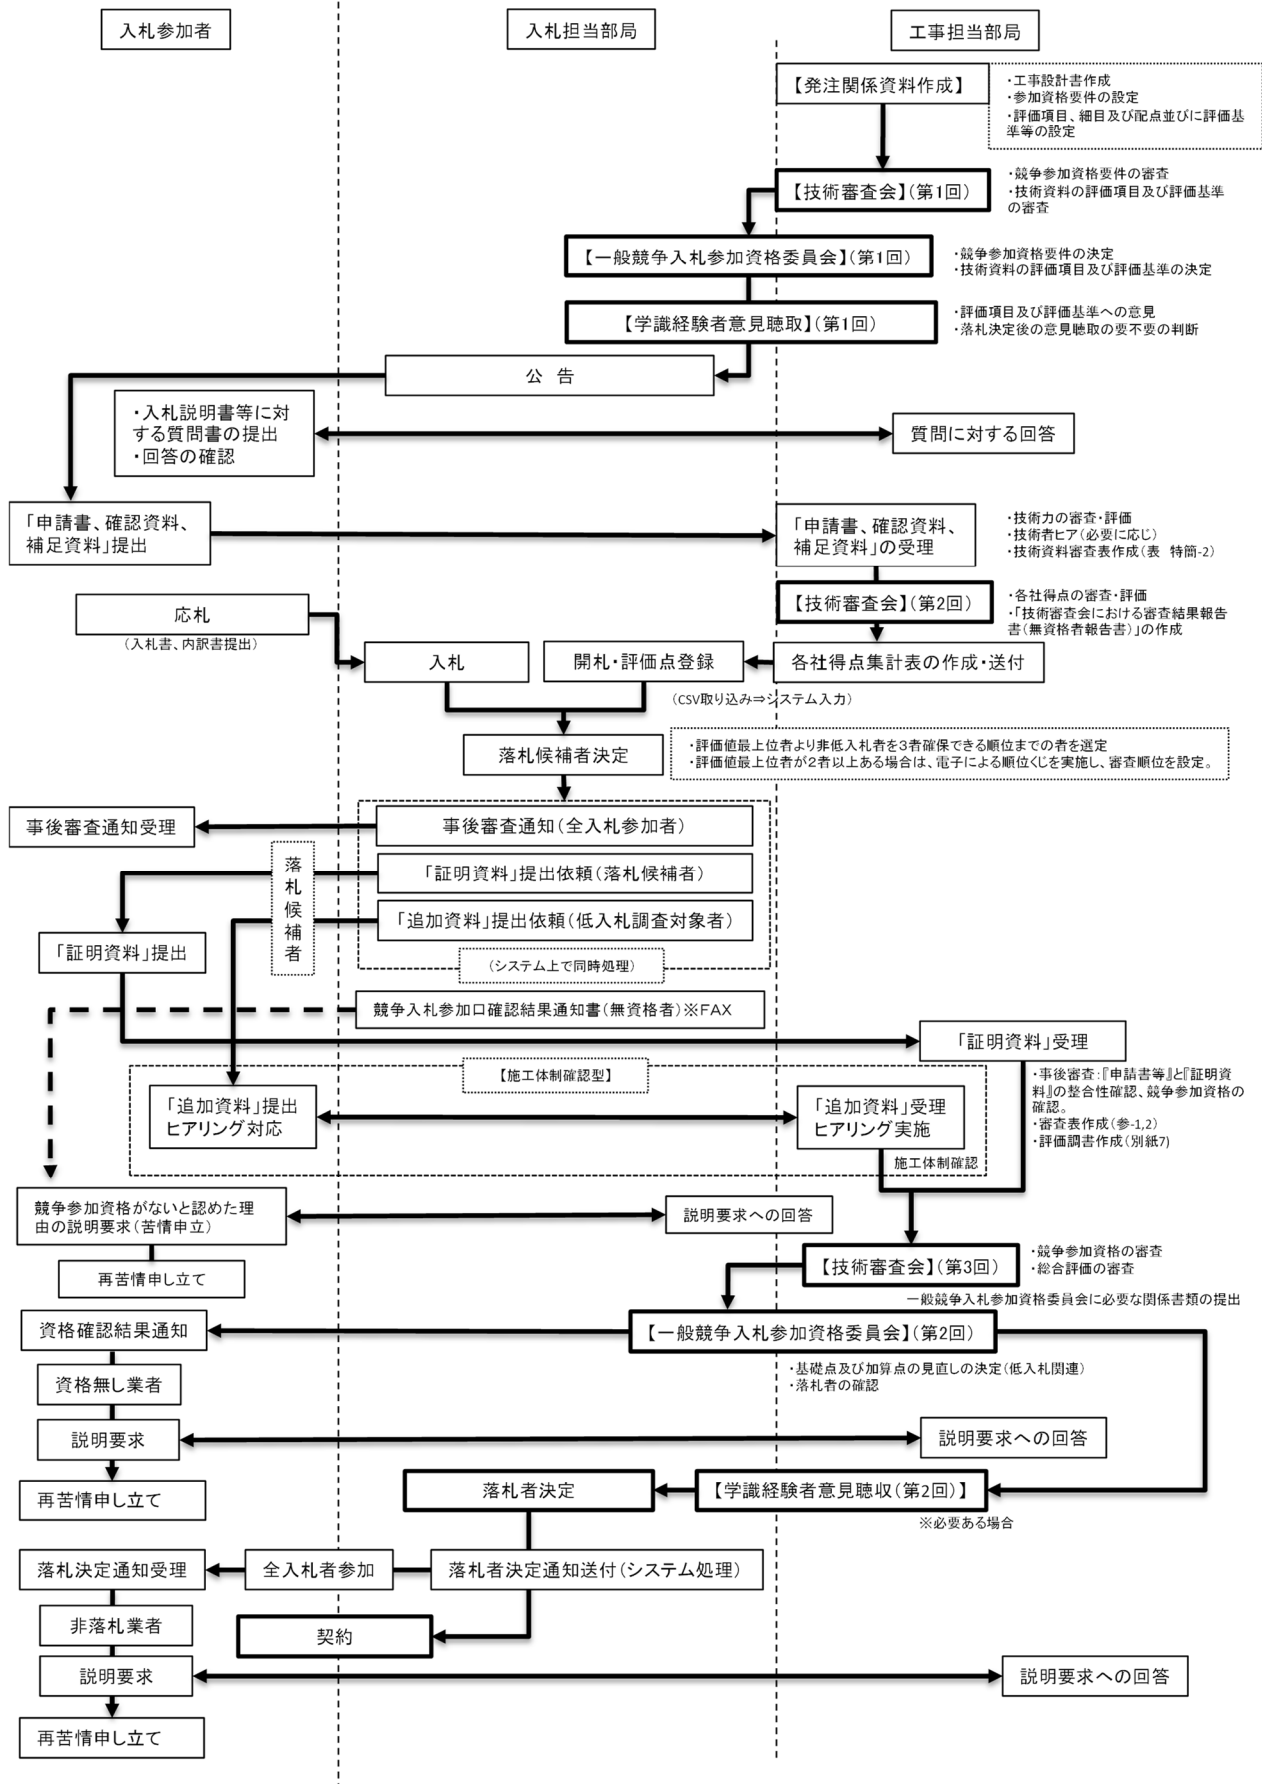 入札参加者
入札担当部局
工事担当部局
【発注関係資料作成】
・工事設計書作成
・参加資格要件の設定
・評価項目、細目及び配点並びに評価基
準等の設定
【技術審査会】(第1回)
・競争参加資格要件の審査
・技術資料の評価項目及び評価基準
の審査
【一般競争入札参加資格委員会】(第1回)
・競争参加資格要件の決定
・技術資料の評価項目及び評価基準の決定
【学識経験者意見聴取】(第1回)
・評価項目及び評価基準への意見
・落札決定後の意見聴取の要不要の判断
公　告
・入札説明書等に対
する質問書の提出
・回答の確認
質問に対する回答
「申請書、確認資料、
補足資料」提出
「申請書、確認資料、
補足資料」の受理
・技術力の審査・評価
・技術者ヒア(必要に応じ)
・技術資料審査表作成(表　特簡-2)
【技術審査会】(第2回)
・各社得点の審査・評価
・「技術審査会における審査結果報告
書(無資格者報告書)」の作成
応札
(入札書、内訳書提出)
入札
開札・評価点登録
各社得点集計表の作成・送付
(CSV取り込み⇒システム入力)
落札候補者決定
・評価値最上位者より非低入札者を3者確保できる順位までの者を選定
・評価値最上位者が2者以上ある場合は、電子による順位くじを実施し、審査順位を設定。
事後審査通知受理
事後審査通知(全入札参加者)
落札候補者
「証明資料」提出依頼(落札候補者)
「追加資料」提出依頼(低入札調査対象者)
「証明資料」提出
(システム上で同時処理)
競争入札参加口確認結果通知書(無資格者)※FAX
「証明資料」受理
・事後審査:『申請書等』と『証明資
料』の整合性確認、競争参加資格の
確認。
・審査表作成(参-1,2)
・評価調書作成(別紙7)
【施工体制確認型】
「追加資料」提出
ヒアリング対応
「追加資料」受理
ヒアリング実施
施工体制確認
競争参加資格がないと認めた理
由の説明要求(苦情申立)
説明要求への回答
再苦情申し立て
【技術審査会】(第3回)
・競争参加資格の審査
・総合評価の審査
一般競争入札参加資格委員会に必要な関係書類の提出
資格確認結果通知
【一般競争入札参加資格委員会】(第2回)
・基礎点及び加算点の見直しの決定(低入札関連)
・落札者の確認
資格無し業者
説明要求
説明要求への回答
再苦情申し立て
落札者決定
【学識経験者意見聴収(第2回)】
※必要ある場合
落札決定通知受理
全入札者参加
落札者決定通知送付(システム処理)
非落札業者
契約
説明要求
説明要求への回答
再苦情申し立て